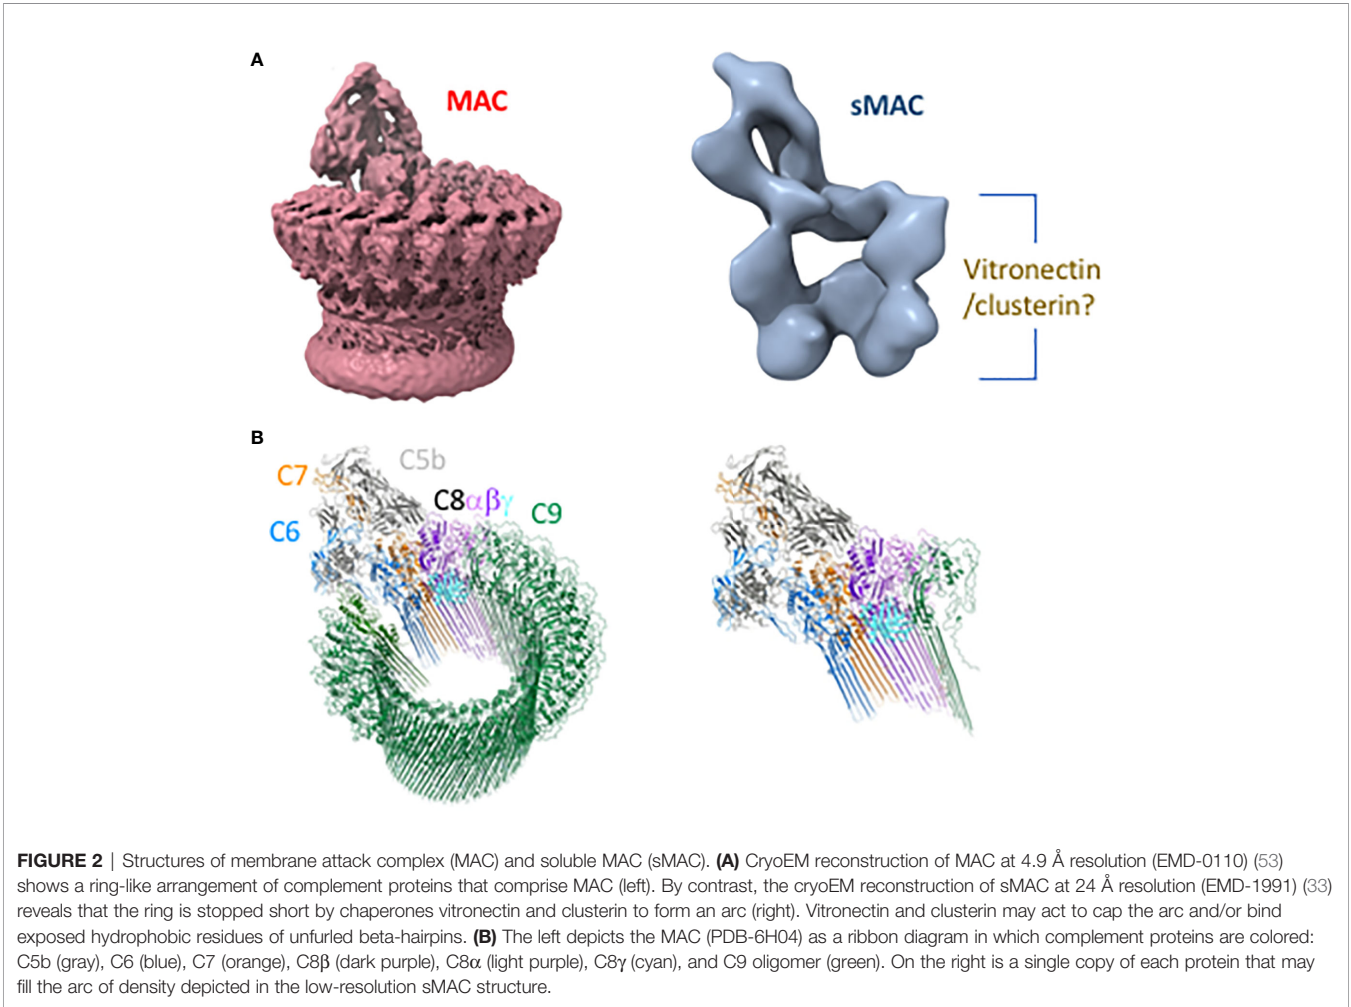 A
MAC
sMAC
Vitronectin
/clusterin?
B
C7
C5b
C8αβγ
C9
C6
FIGURE 2 | Structures of membrane attack complex (MAC) and soluble MAC (sMAC). (A) CryoEM reconstruction of MAC at 4.9 Å resolution (EMD-0110) (53)
shows a ring-like arrangement of complement proteins that comprise MAC (left). By contrast, the cryoEM reconstruction of sMAC at 24 Å resolution (EMD-1991) (33)
reveals that the ring is stopped short by chaperones vitronectin and clusterin to form an arc (right). Vitronectin and clusterin may act to cap the arc and/or bind
exposed hydrophobic residues of unfurled beta-hairpins. (B) The left depicts the MAC (PDB-6H04) as a ribbon diagram in which complement proteins are colored:
C5b (gray), C6 (blue), C7 (orange), C8β (dark purple), C8α (light purple), C8γ (cyan), and C9 oligomer (green). On the right is a single copy of each protein that may
fill the arc of density depicted in the low-resolution sMAC structure.